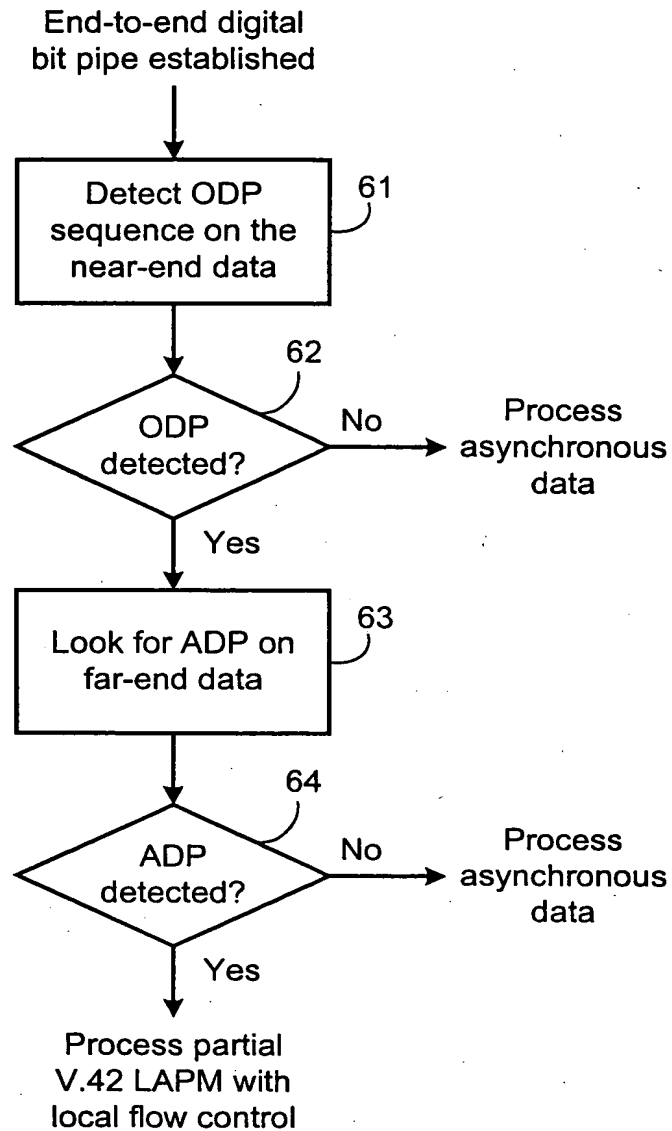 End-to-end digital
bit pipe established
Detect ODP
sequence on the
near-end data
61
62
ODP
detected?
No
Process
asynchronous
data
Yes
Look for ADP on
far-end data
63
64
ADP
detected?
No
Process
asynchronous
data
Yes
Process partial
V.42 LAPM with
local flow control